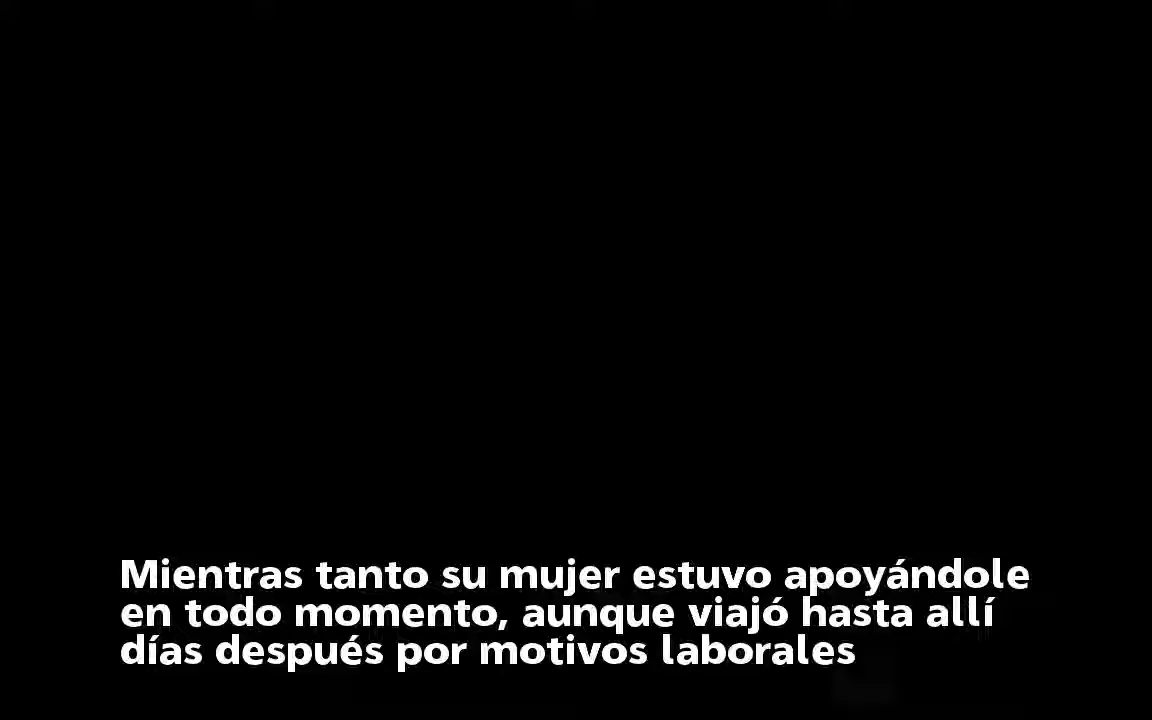 Mientras tanto su mujer estuvo apoyándole
en todo momento, aunque viajó hasta allí
días después por motivos laborales